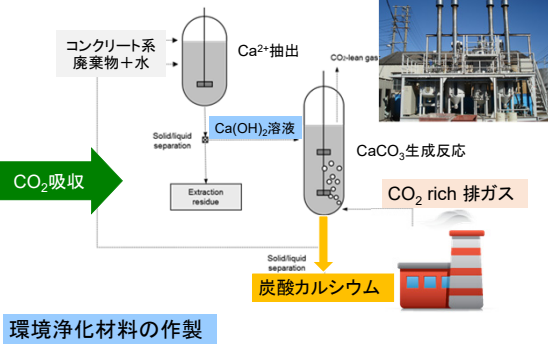 コンクリート系
廃棄物＋水
Ca²⁺抽出
CO₂-lean gas
Solid/liquid
separation
Ca(OH)₂溶液
CaCO₃生成反応
CO₂吸収
Extraction
residue
CO₂ rich 排ガス
Solid/liquid
separation
炭酸カルシウム
環境浄化材料の作製